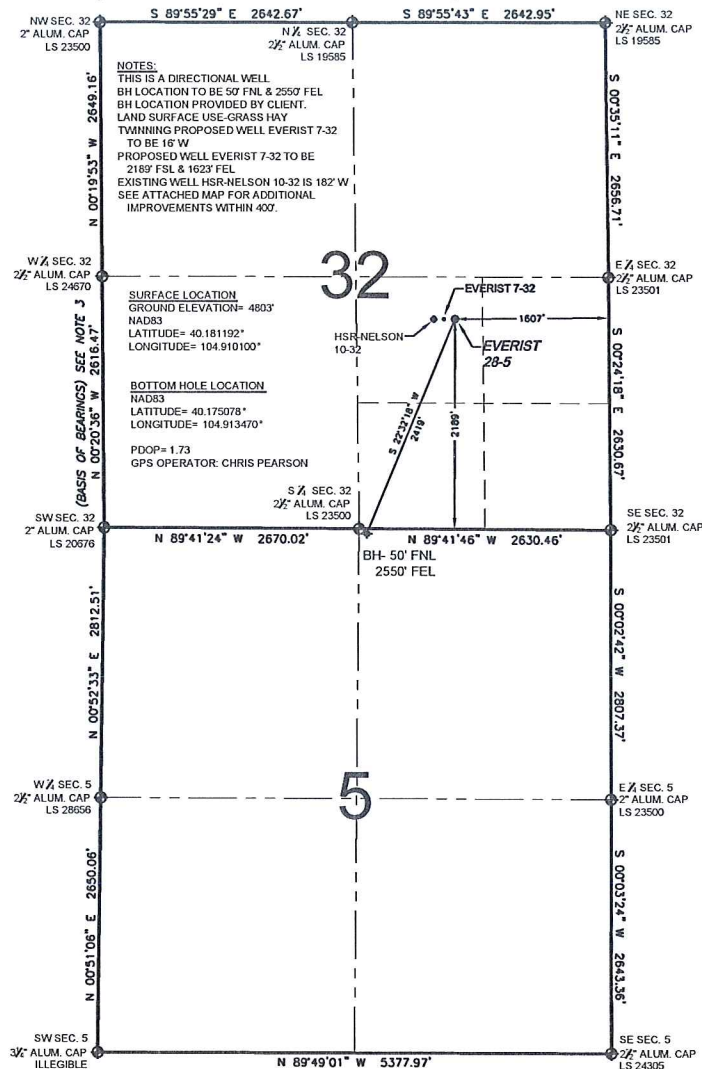 S 89°55'29" E 2642.67'
S 89°55'43" E 2642.95'
NW SEC. 32
2" ALUM. CAP
LS 23500
N ¼ SEC. 32
2½" ALUM. CAP
LS 19585
NE SEC. 32
2½" ALUM. CAP
LS 19585
NOTES:
THIS IS A DIRECTIONAL WELL
BH LOCATION TO BE 50' FNL & 2550' FEL
BH LOCATION PROVIDED BY CLIENT.
LAND SURFACE USE-GRASS HAY
TWINNING PROPOSED WELL EVERIST 7-32
TO BE 16' W
PROPOSED WELL EVERIST 7-32 TO BE
2189' FSL & 1623' FEL
EXISTING WELL HSR-NELSON 10-32 IS 182' W
SEE ATTACHED MAP FOR ADDITIONAL
IMPROVEMENTS WITHIN 400'.
N 00°19'53" W 2649.16'
S 00°35'11" E 2656.71'
32
W ¼ SEC. 32
2½" ALUM. CAP
LS 24670
E ¼ SEC. 32
2½" ALUM. CAP
LS 23501
SURFACE LOCATION
GROUND ELEVATION= 4803'
NAD83
LATITUDE= 40.181192°
LONGITUDE= 104.910100°
EVERIST 7-32
1607'
HSR-NELSON
10-32
EVERIST
28-5
BOTTOM HOLE LOCATION
NAD83
LATITUDE= 40.175078°
LONGITUDE= 104.913470°
PDOP= 1.73
GPS OPERATOR: CHRIS PEARSON
(BASIS OF BEARINGS) SEE NOTE 3
N 00°20'36" W 2616.47'
S 22°32'18" W
2419'
2189'
S 00°24'18" E 2630.67'
S ¼ SEC. 32
2½" ALUM. CAP
LS 23500
SW SEC. 32
2" ALUM. CAP
LS 20676
N 89°41'24" W 2670.02'
N 89°41'46" W 2630.46'
SE SEC. 32
2½" ALUM. CAP
LS 23501
BH- 50' FNL
2550' FEL
N 00°52'33" E 2812.51'
S 00°02'42" W 2807.37'
5
W ¼ SEC. 5
2½" ALUM. CAP
LS 28656
E ¼ SEC. 5
2" ALUM. CAP
LS 23500
N 00°51'06" E 2650.06'
S 00°03'24" W 2643.36'
SW SEC. 5
3¼" ALUM. CAP
ILLEGIBLE
N 89°49'01" W 5377.97'
SE SEC. 5
2½" ALUM. CAP
LS 24305